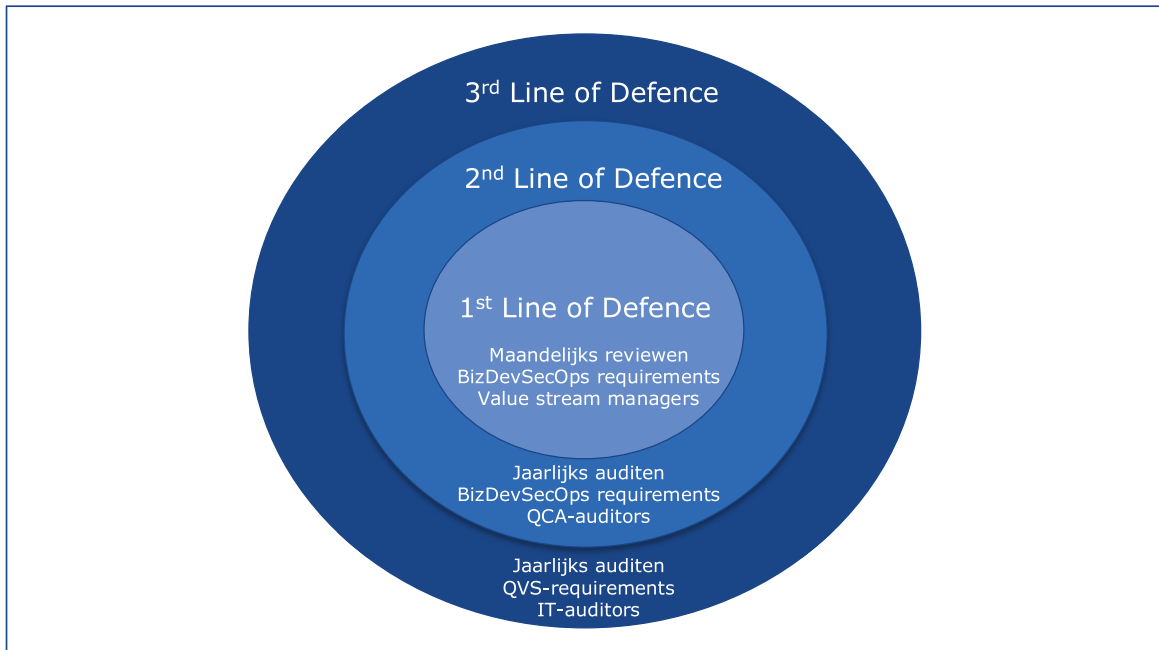 3rd Line of Defence
2nd Line of Defence
1st Line of Defence
Maandelijks reviewen
BizDevSecOps requirements
Value stream managers
Jaarlijks auditen
BizDevSecOps requirements
QCA-auditors
Jaarlijks auditen
QVS-requirements
IT-auditors